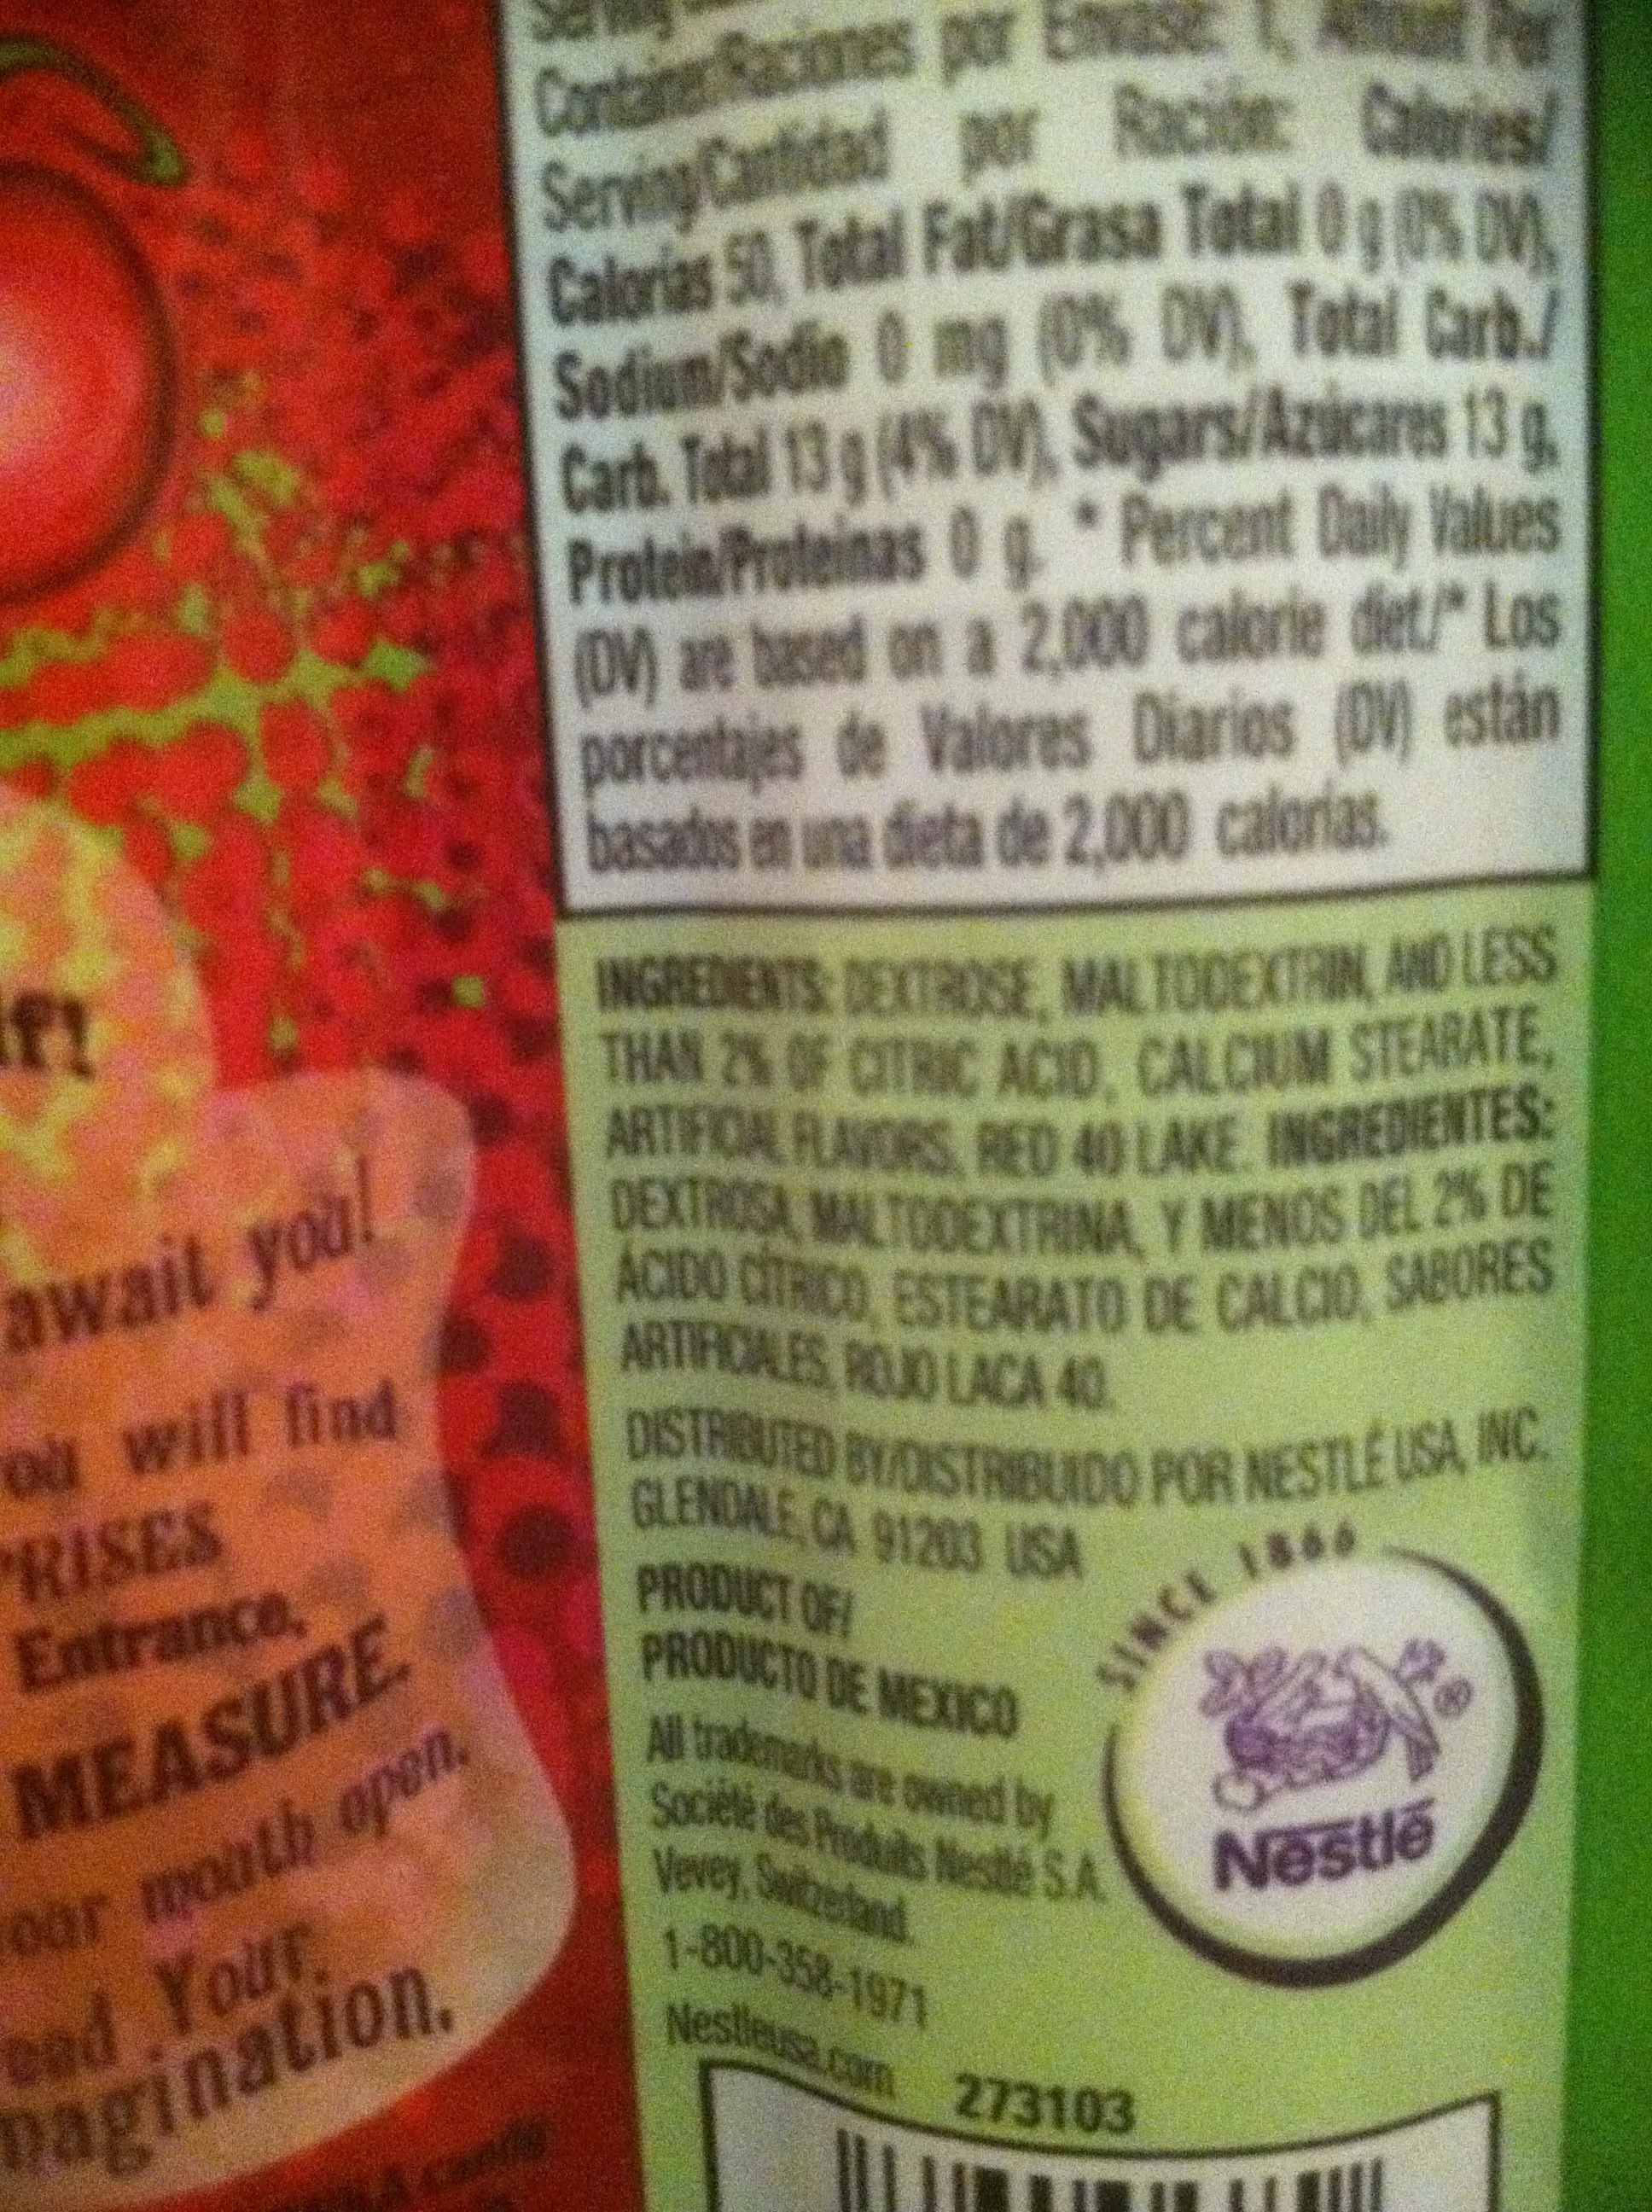 Serving
Container/Raciones por Envase: 1, Amount Per
Serving/Cantidad por Ración: Calories/
Calorías 50, Total Fat/Grasa Total 0 g (0% DV),
Sodium/Sodio 0 mg (0% DV), Total Carb./
Carb. Total 13 g (4% DV), Sugars/Azúcares 13 g,
Protein/Proteínas 0 g. * Percent Daily Values
(DV) are based on a 2,000 calorie diet./* Los
porcentajes de Valores Diarios (DV) están
basados en una dieta de 2,000 calorías.
INGREDIENTS: DEXTROSE, MALTODEXTRIN, AND LESS
THAN 2% OF CITRIC ACID, CALCIUM STEARATE,
ARTIFICIAL FLAVORS, RED 40 LAKE. INGREDIENTES:
DEXTROSA, MALTODEXTRINA, Y MENOS DEL 2% DE
ÁCIDO CÍTRICO, ESTEARATO DE CALCIO, SABORES
ARTIFICIALES, ROJO LACA 40.
DISTRIBUTED BY/DISTRIBUIDO POR NESTLÉ USA, INC.
GLENDALE, CA 91203 USA
PRODUCT OF/
PRODUCTO DE MEXICO
All trademarks are owned by
Société des Produits Nestlé S.A.
Vevey, Switzerland.
1-800-358-1971
Nestleusa.com 273103
SINCE 1866
®
Nestlé
await you!
will find
RISES
Entrance,
MEASURE.
mouth open.
Your
nagination.